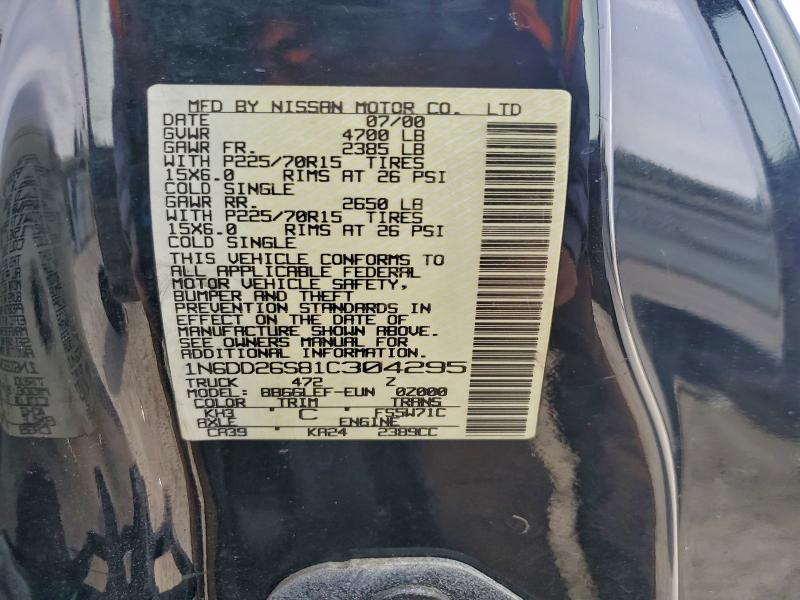 MFD BY NISSAN MOTOR CO. LTD
DATE 07/00
GVWR 4700 LB
GAWR FR. 2385 LB
WITH P225/70R15 TIRES
15X6.0 RIMS AT 26 PSI
COLD SINGLE
GAWR RR. 2650 LB
WITH P225/70R15 TIRES
15X6.0 RIMS AT 26 PSI
COLD SINGLE
THIS VEHICLE CONFORMS TO
ALL APPLICABLE FEDERAL
MOTOR VEHICLE SAFETY,
BUMPER AND THEFT
PREVENTION STANDARDS IN
EFFECT ON THE DATE OF
MANUFACTURE SHOWN ABOVE.
SEE OWNERS MANUAL FOR
ADDITIONAL INFORMATION
1N6DD26S81C304295
TRUCK 472 Z
MODEL: BB66LEF-EUN 0Z000
COLOR TRIM TRANS
KH3 C FS5W71C
AXLE ENGINE
CA39 KA24 2389CC